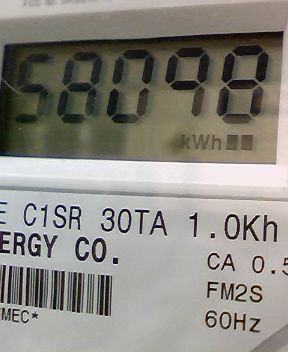 58098
kWh
E C1SR 30TA 1.0Kh
ERGY CO.
CA 0.5
FM2S
MEC*
60Hz